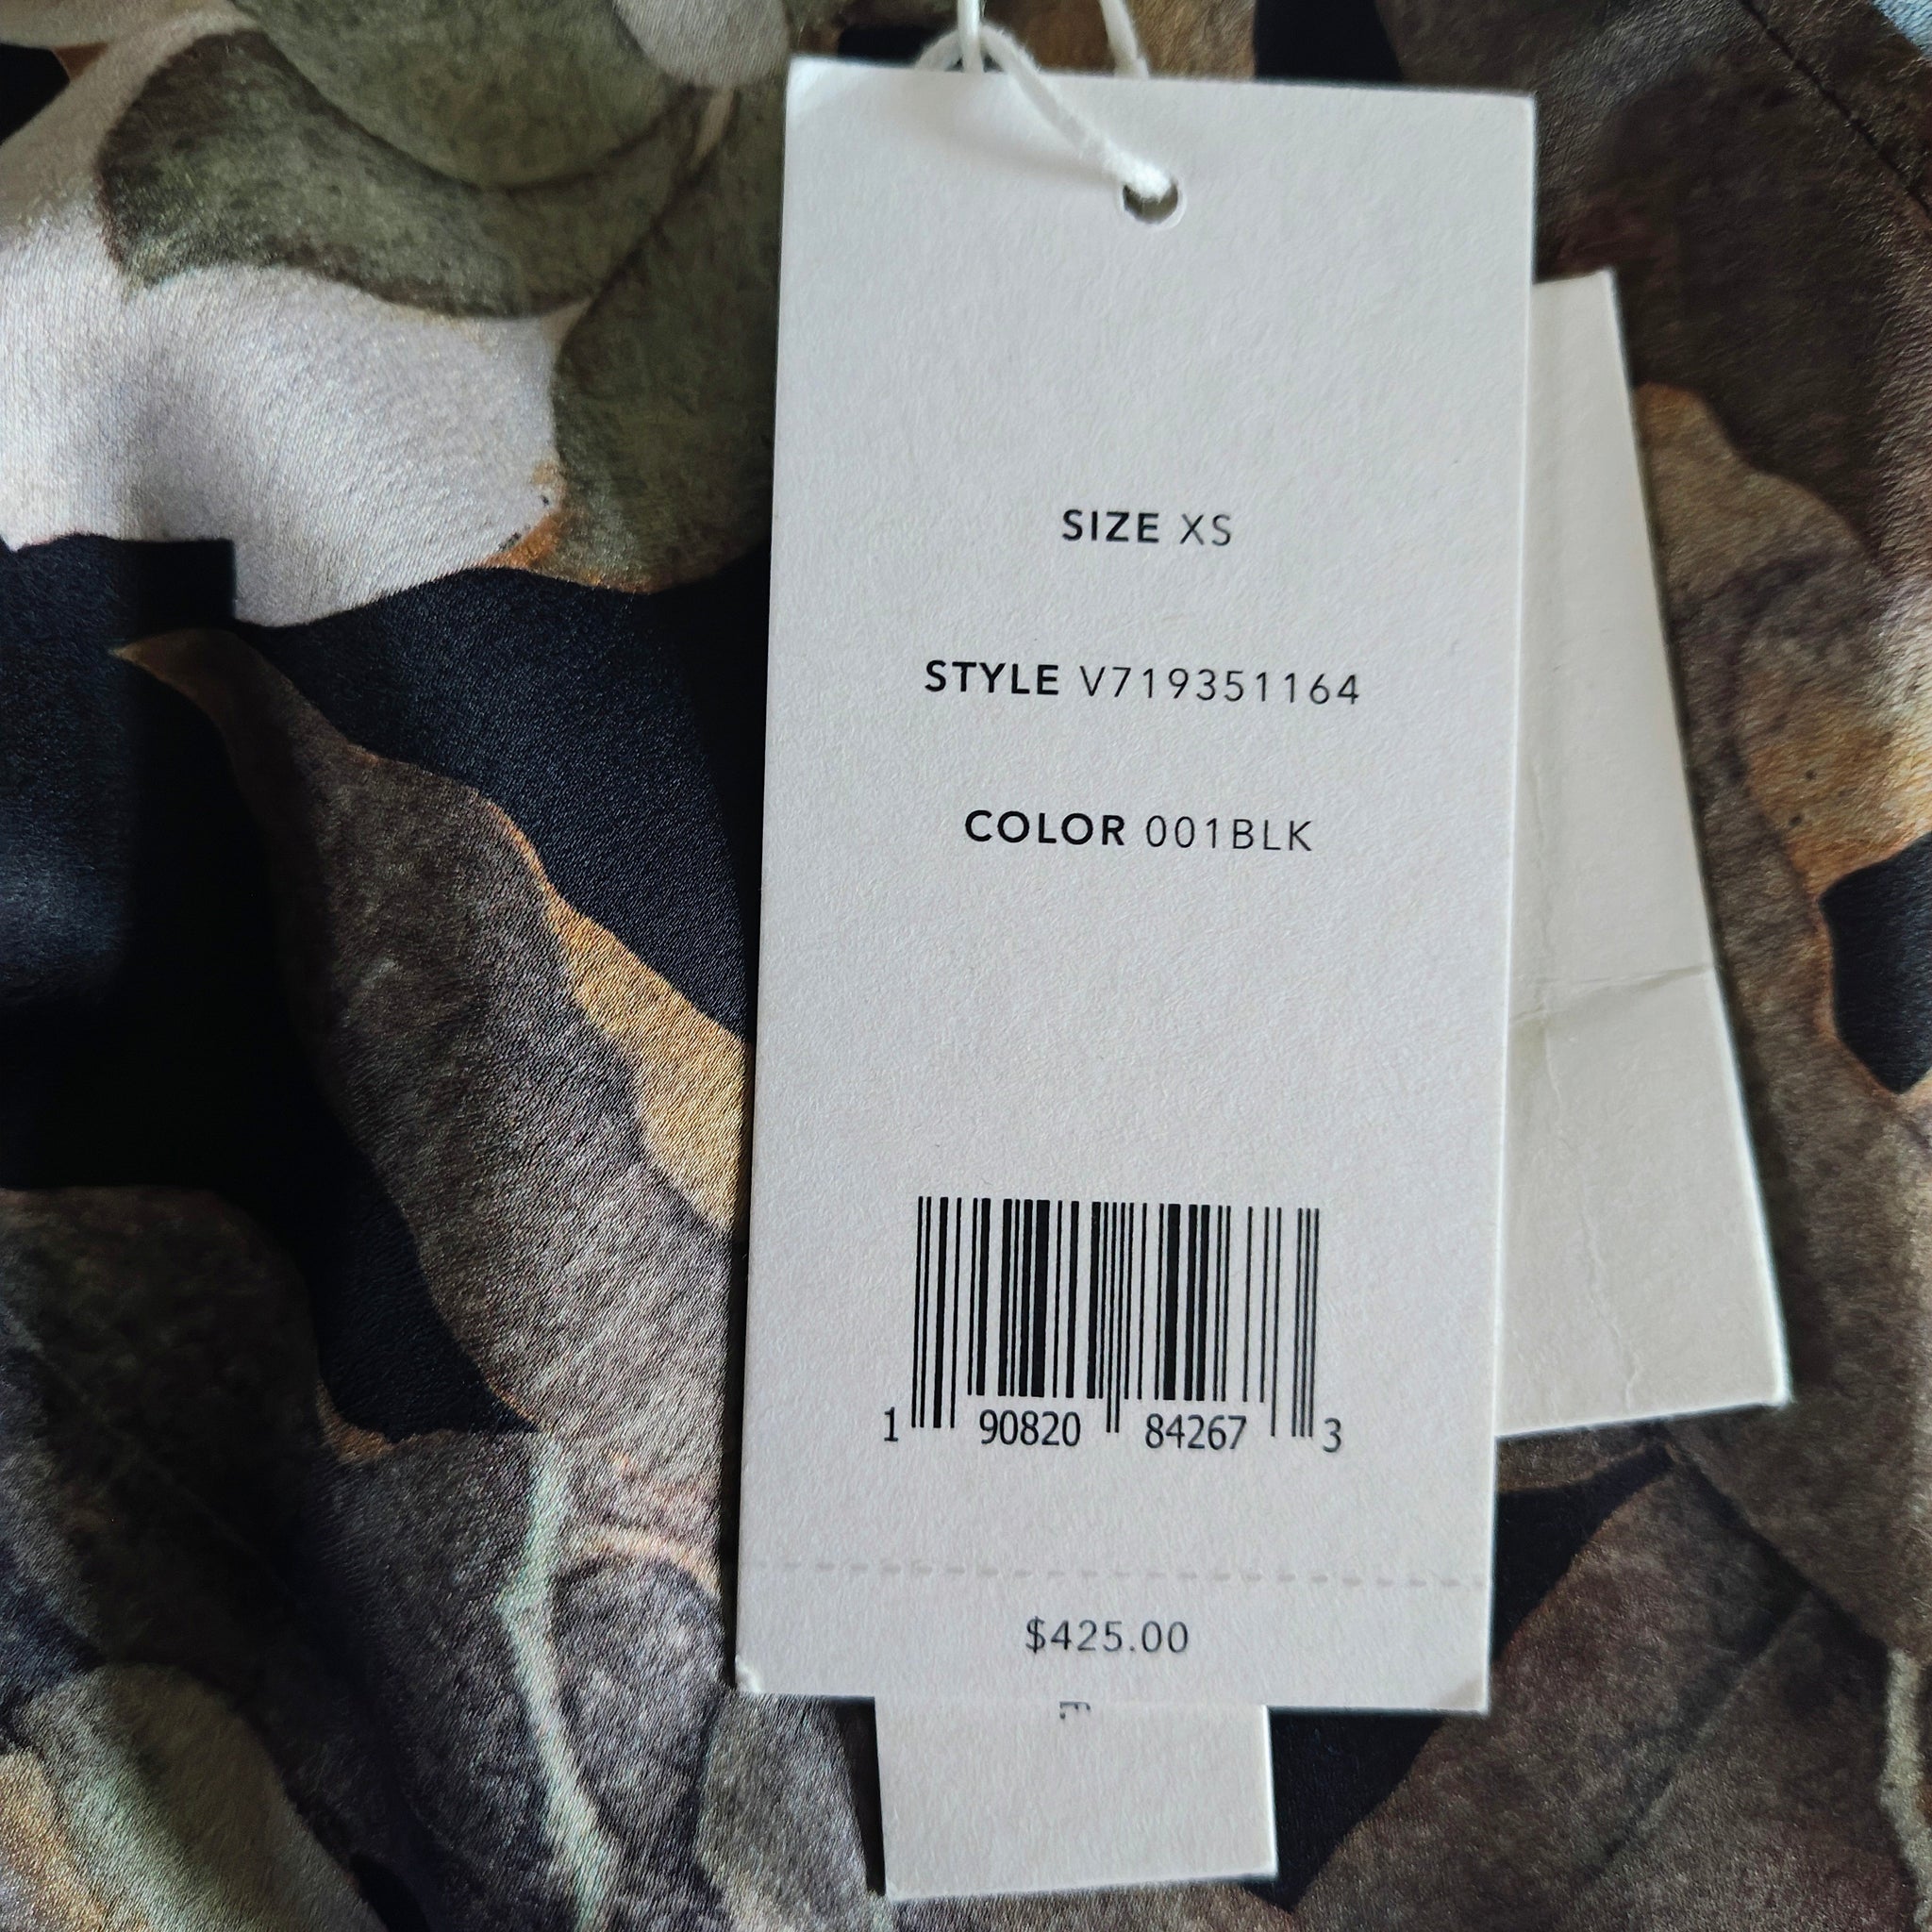 SIZE XS
STYLE V719351164
COLOR 001BLK
1 90820 84267 3
$425.00